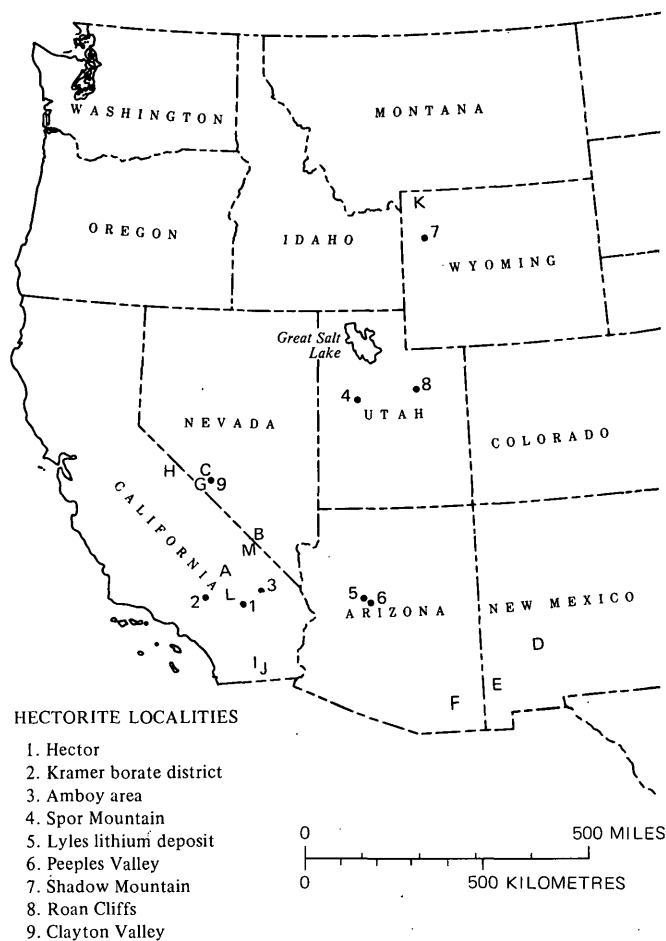 WASHINGTON
MONTANA
OREGON
IDAHO
K
7
WYOMING
Great Salt
Lake
4
8
UTAH
NEVADA
COLORADO
H
C
G 9
CALIFORNIA
B
M
A
2
L
1
3
5
6
ARIZONA
NEW MEXICO
D
E
F
I
J
HECTORITE LOCALITIES
1. Hector
2. Kramer borate district
3. Amboy area
4. Spor Mountain
5. Lyles lithium deposit
6. Peeples Valley
7. Shadow Mountain
8. Roan Cliffs
9. Clayton Valley
0 500 MILES
0 500 KILOMETRES